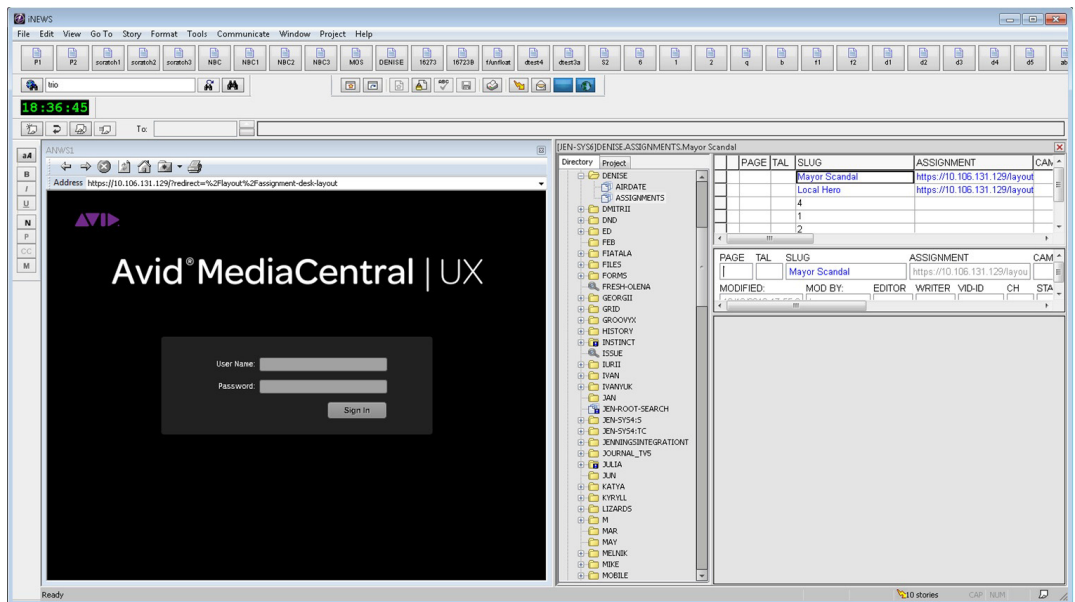 iNEWS
File Edit View Go To Story Format Tools Communicate Window Project Help
P1 P2 scratch1 scratch2 scratch3 NBC NBC1 NBC2 NBC3 MOS DENISE 16273 16723B 1funfloat dtest4 dtest3a S2 6 1 2 q b f1 f2 d1 d2 d3 d4 d5
trio
18:36:45
To:
ANWS1
Address https://10.106.131.129/?redirect=%2Flayout%2Fassignment-desk-layout
aA
B
I
U
N
P
CC
M
AVID
Avid® MediaCentral | UX
User Name:
Password:
Sign In
[JEN-SYS6]DENISE.ASSIGNMENTS.Mayor Scandal
Directory Project
DENISE
AIRDATE
ASSIGNMENTS
DMITRII
DND
ED
FEB
FIATALA
FILES
FORMS
FRESH-OLENA
GEORGII
GRID
GROOVYX
HISTORY
INSTINCT
ISSUE
IURII
IVAN
IVANYUK
JAN
JEN-ROOT-SEARCH
JEN-SYS4:S
JEN-SYS4:TC
JENNINGSINTEGRATIONT
JOURNAL_TV5
JULIA
JUN
KATYA
KYRYLL
LIZARDS
M
MAR
MAY
MELNIK
MIKE
MOBILE
PAGE TAL SLUG ASSIGNMENT CAM
Mayor Scandal https://10.106.131.129/layout
Local Hero https://10.106.131.129/layout
4
1
2
PAGE TAL SLUG ASSIGNMENT CAM
Mayor Scandal https://10.106.131.129/layou
MODIFIED: MOD BY: EDITOR WRITER VID-ID CH STA
Ready
10 stories CAP NUM